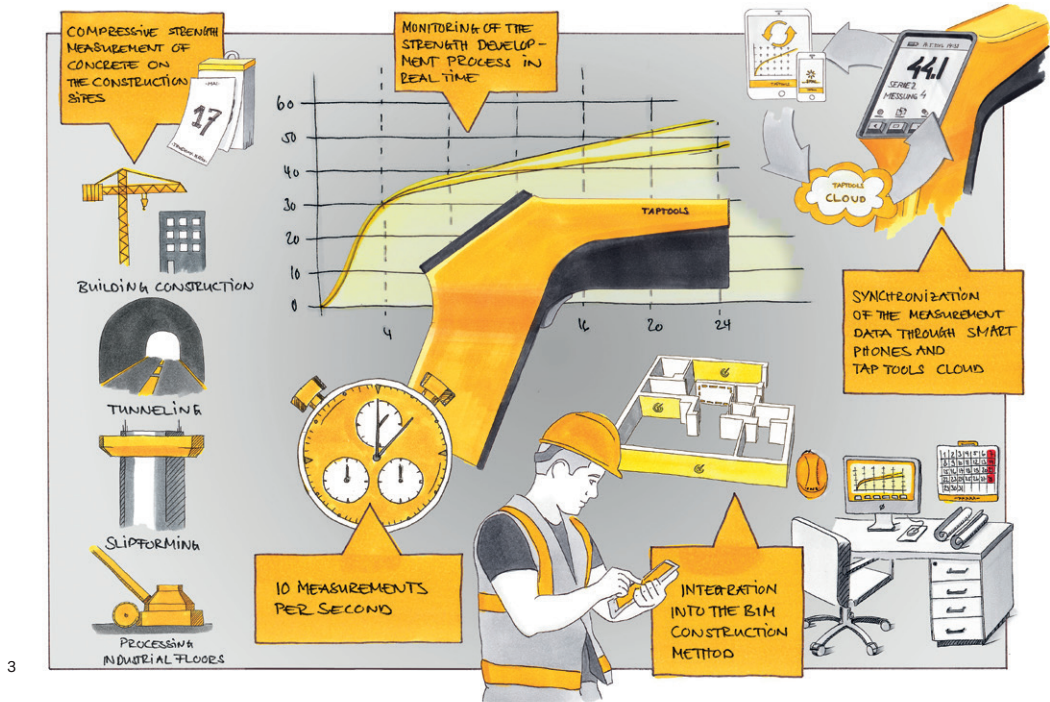 COMPRESSIVE STRENGTH
MEASUREMENT OF
CONCRETE ON
THE CONSTRUCTION
SITES
17
BUILDING CONSTRUCTION
TUNNELING
SLIPFORMING
PROCESSING
INDUSTRIAL FLOORS
MONITORING OF THE
STRENGTH DEVELOP-
MENT PROCESS IN
REAL TIME
60
50
40
30
20
10
0
4
16
20
24
TAPTOOLS
10 MEASUREMENTS
PER SECOND
INTEGRATION
INTO THE BIM
CONSTRUCTION
METHOD
44.1
SERIE 2
MESSUNG 4
TAPTOOLS
TAPTOOLS
CLOUD
SYNCHRONIZATION
OF THE MEASUREMENT
DATA THROUGH SMART
PHONES AND
TAP TOOLS CLOUD
3